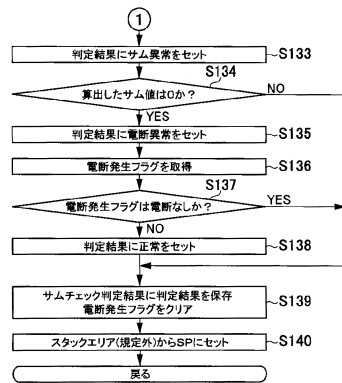 1
判定結果にサム異常をセット
S133
S134
算出したサム値は0か?
NO
YES
判定結果に電断異常をセット
S135
電断発生フラグを取得
S136
S137
電断発生フラグは電断なしか?
YES
NO
判定結果に正常をセット
S138
サムチェック判定結果に判定結果を保存
電断発生フラグをクリア
S139
スタックエリア(規定外)からSPにセット
S140
戻る